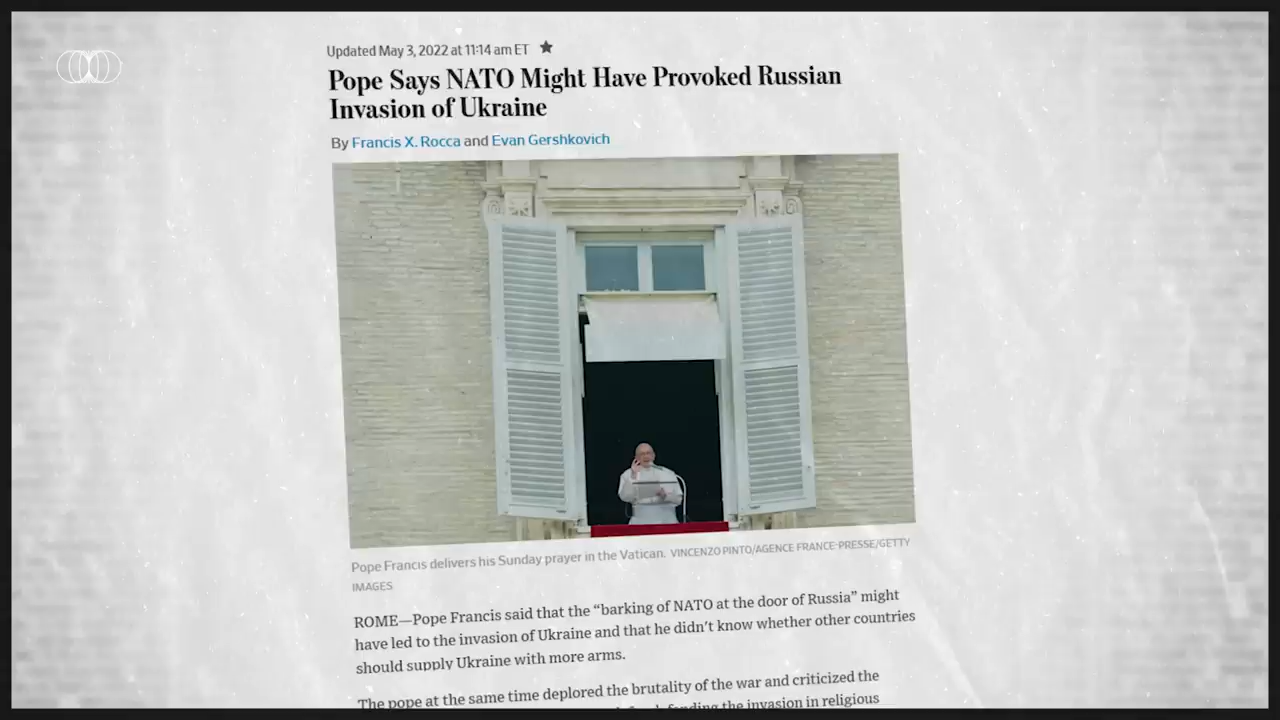 Updated May 3, 2022 at 11:14 am ET
Pope Says NATO Might Have Provoked Russian
Invasion of Ukraine
By Francis X. Rocca and Evan Gershkovich
Pope Francis delivers his Sunday prayer in the Vatican. VINCENZO PINTO/AGENCE FRANCE-PRESSE/GETTY
IMAGES
ROME—Pope Francis said that the “barking of NATO at the door of Russia” might
have led to the invasion of Ukraine and that he didn’t know whether other countries
should supply Ukraine with more arms.
The pope at the same time deplored the brutality of the war and criticized the
the invasion in religious